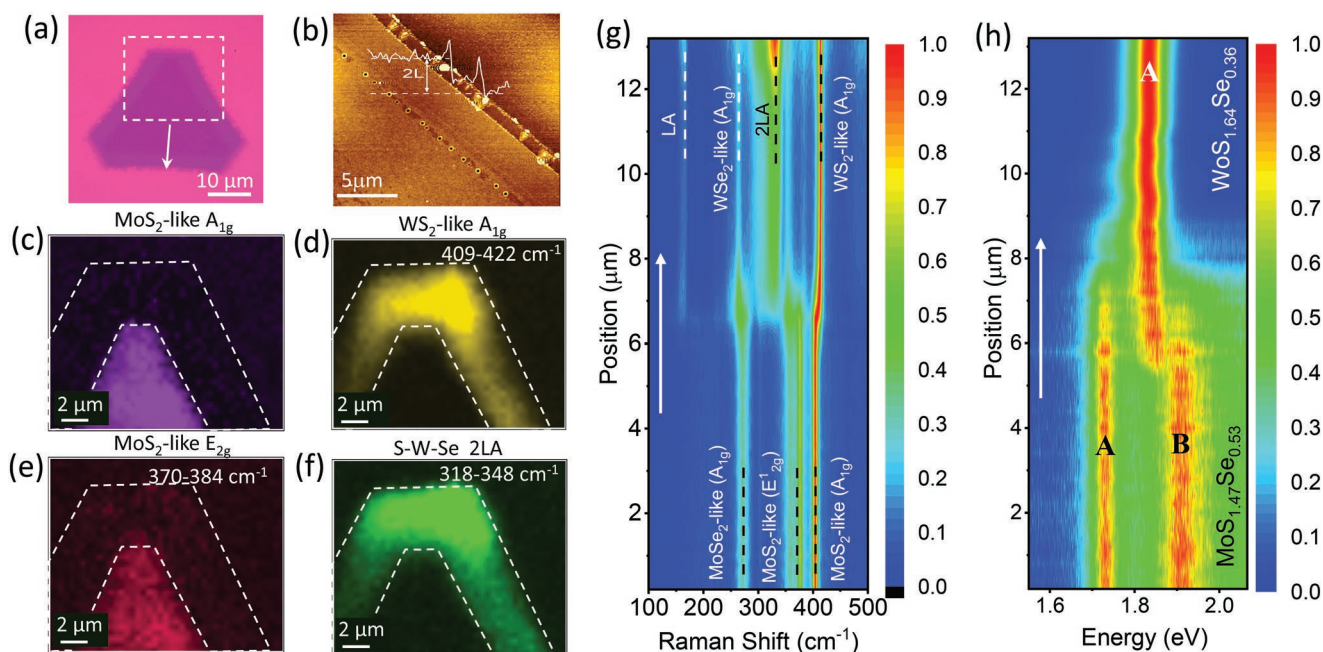 (a)
10 μm
(b)
2L
5μm
MoS₂-like A₁g
(c)
2 μm
WS₂-like A₁g
(d)
409-422 cm⁻¹
2 μm
MoS₂-like E₂g
(e)
370-384 cm⁻¹
2 μm
S-W-Se 2LA
(f)
318-348 cm⁻¹
2 μm
(g)
Position (μm)
12
10
8
6
4
2
LA
WSe₂-like (A₁g)
2LA
WS₂-like (A₁g)
MoSe₂-like (A₁g)
MoS₂-like (E¹₂g)
MoS₂-like (A₁g)
100 200 300 400 500
Raman Shift (cm⁻¹)
1.0
0.9
0.8
0.7
0.6
0.5
0.4
0.3
0.2
0.1
0.0
(h)
Position (μm)
12
10
8
6
4
2
A
WoS₁.₆₄Se₀.₃₆
A
B
MoS₁.₄₇Se₀.₅₃
1.6 1.8 2.0
Energy (eV)
1.0
0.9
0.8
0.7
0.6
0.5
0.4
0.3
0.2
0.1
0.0